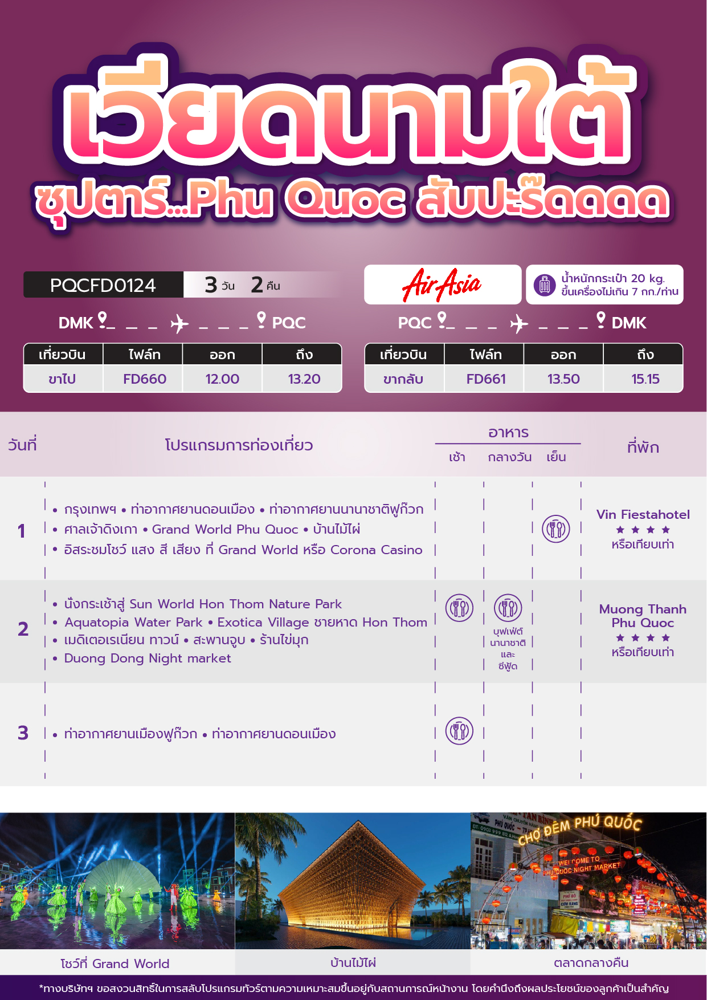 เวียดนามใต้
ซุปตาร์...Phu Quoc สับปะร๊ดดดด
PQCFD0124
3 วัน 2 คืน
AirAsia
น้ำหนักกระเป๋า 20 kg.
ขึ้นเครื่องไม่เกิน 7 กก./ท่าน
DMK PQC
เที่ยวบิน ไฟล์ท ออก ถึง
ขาไป FD660 12.00 13.20
PQC DMK
เที่ยวบิน ไฟล์ท ออก ถึง
ขากลับ FD661 13.50 15.15
วันที่ โปรแกรมการท่องเที่ยว อาหาร ที่พัก
เช้า กลางวัน เย็น
1
• กรุงเทพฯ • ท่าอากาศยานดอนเมือง • ท่าอากาศยานนานาชาติฟูก๊วก
• ศาลเจ้าดิงเกา • Grand World Phu Quoc • บ้านไม้ไผ่
• อิสระชมโชว์ แสง สี เสียง ที่ Grand World หรือ Corona Casino
Vin Fiestahotel
★ ★ ★ ★
หรือเทียบเท่า
2
• นั่งกระเช้าสู่ Sun World Hon Thom Nature Park
• Aquatopia Water Park • Exotica Village ชายหาด Hon Thom
• เมดิเตอเรเนียน ทาวน์ • สะพานจูบ • ร้านไข่มุก
• Duong Dong Night market
บุฟเฟ่ต์
นานาชาติ
และ
ซีฟู้ด
Muong Thanh
Phu Quoc
★ ★ ★ ★
หรือเทียบเท่า
3
• ท่าอากาศยานเมืองฟูก๊วก • ท่าอากาศยานดอนเมือง
TÂN BÌNH
PHÚ QUỐC
ĐT: 0903 999 812
CHỢ ĐÊM PHÚ QUỐC
WELCOME TO
PHU QUOC NIGHT MARKET
PHỐ BÒ
CƠM RANG
โชว์ที่ Grand World
บ้านไม้ไผ่
ตลาดกลางคืน
*ทางบริษัทฯ ขอสงวนสิทธิ์ในการสลับโปรแกรมทัวร์ตามความเหมาะสมขึ้นอยู่กับสถานการณ์หน้างาน โดยคำนึงถึงผลประโยชน์ของลูกค้าเป็นสำคัญ